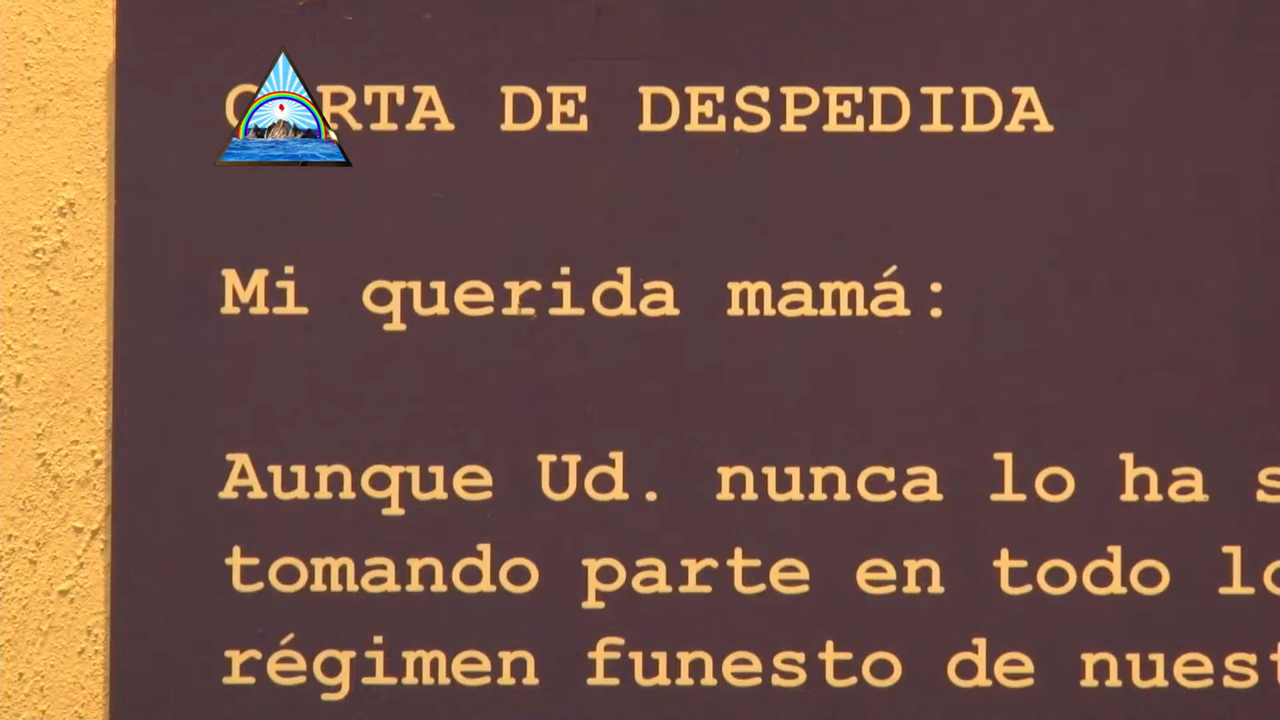 CARTA DE DESPEDIDA
Mi querida mamá:
Aunque Ud. nunca lo ha
tomando parte en todo
régimen funesto de